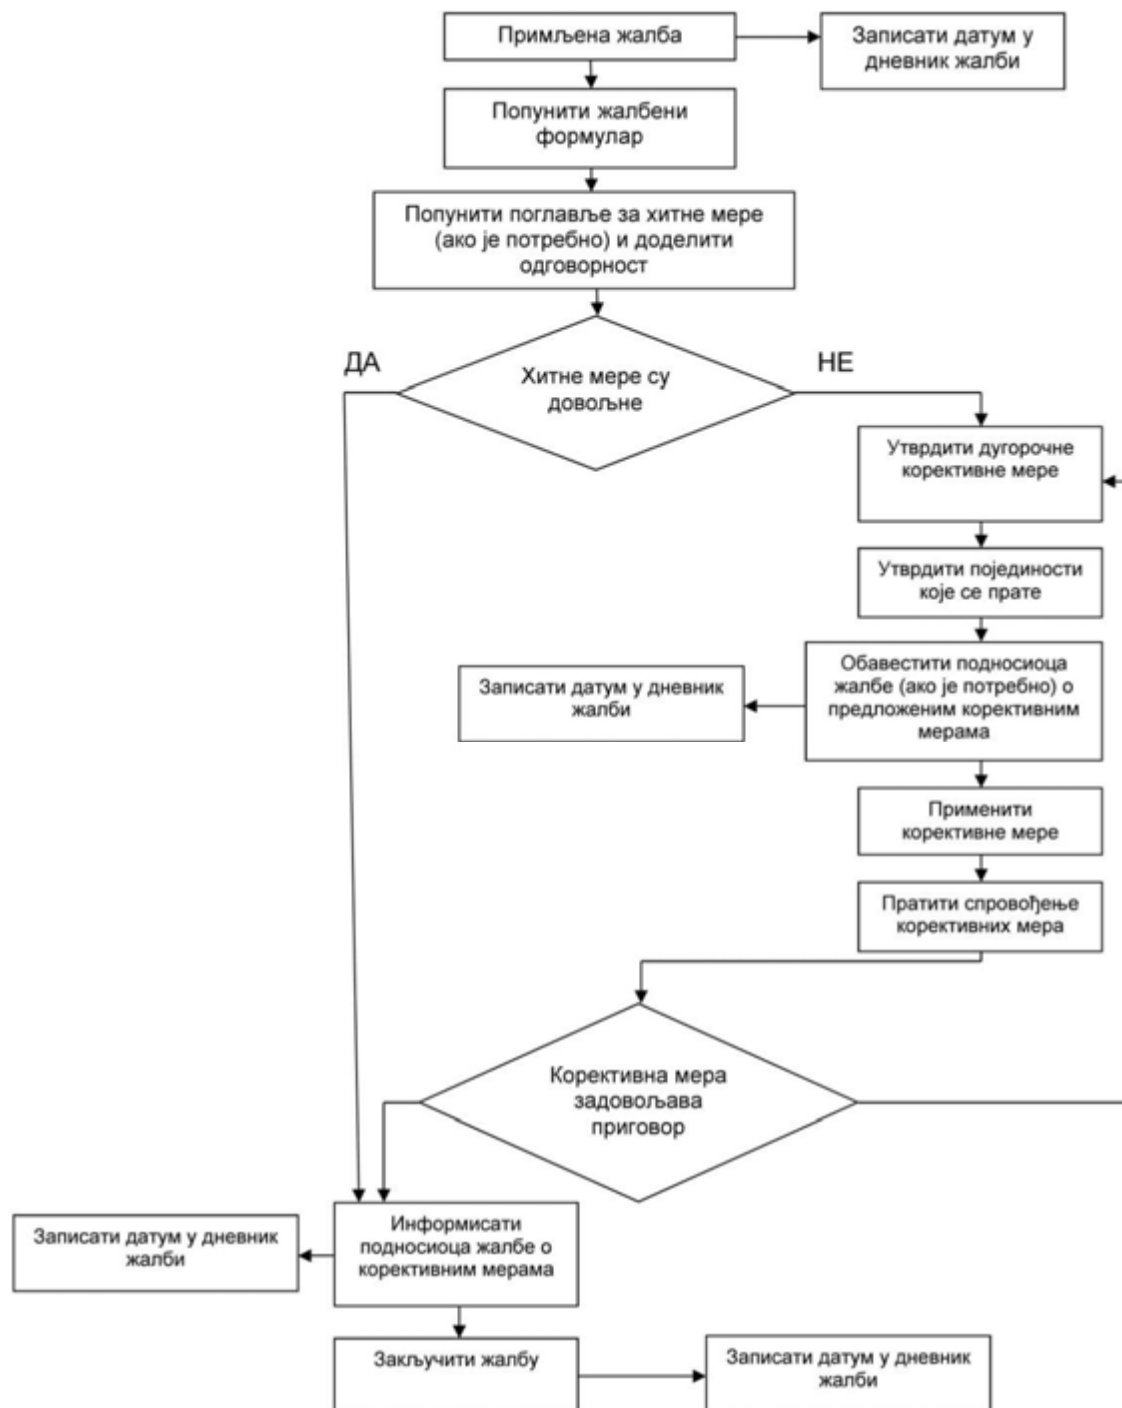 Примљена жалба
Записати датум у
дневник жалби
Попунити жалбени
формулар
Попунити поглавље за хитне мере
(ако је потребно) и доделити
одговорност
ДА
НЕ
Хитне мере су
довољне
Утврдити дугорочне
корективне мере
Утврдити појединости
које се прате
Обавестити подносиоца
жалбе (ако је потребно) о
предложеним корективним
мерама
Записати датум у дневник
жалби
Применити
корективне мере
Пратити спровођење
корективних мера
Корективна мера
задовољава
приговор
Информисати
подносиоца жалбе о
корективним мерама
Записати датум у дневник
жалби
Закључити жалбу
Записати датум у дневник
жалби